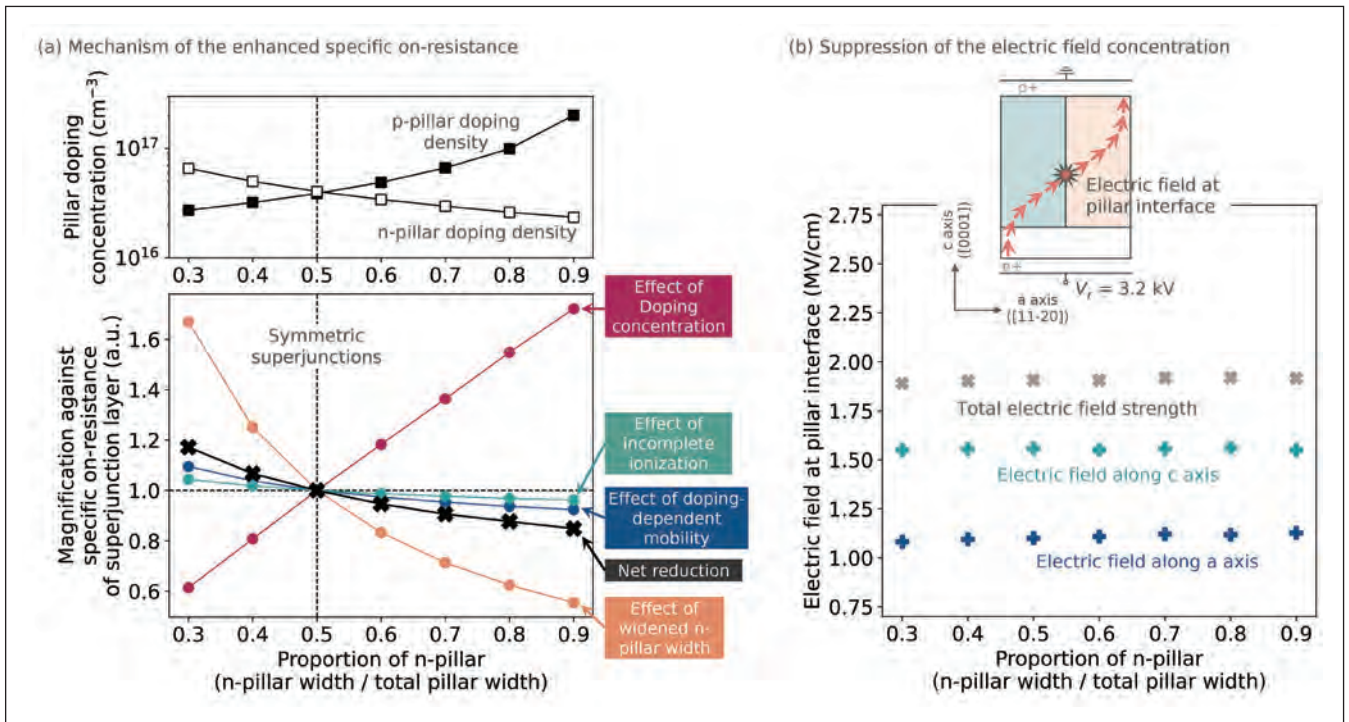 (a) Mechanism of the enhanced specific on-resistance
Pillar doping
concentration (cm⁻³)
10¹⁷
10¹⁶
p-pillar doping
density
n-pillar doping density
0.3 0.4 0.5 0.6 0.7 0.8 0.9
Magnification against
specific on-resistance
of superjunction layer (a.u.)
1.6
1.4
1.2
1.0
0.8
0.6
Symmetric
superjunctions
Effect of
Doping
concentration
Effect of
incomplete
ionization
Effect of doping-
dependent
mobility
Net reduction
Effect of
widened n-
pillar width
0.3 0.4 0.5 0.6 0.7 0.8 0.9
Proportion of n-pillar
(n-pillar width / total pillar width)
(b) Suppression of the electric field concentration
p+
Electric field at
pillar interface
p+
Vᵣ = 3.2 kV
c axis
([0001])
a axis
([11-20])
Electric field at pillar interface (MV/cm)
2.75
2.50
2.25
2.00
1.75
1.50
1.25
1.00
0.75
Total electric field strength
Electric field along c axis
Electric field along a axis
0.3 0.4 0.5 0.6 0.7 0.8 0.9
Proportion of n-pillar
(n-pillar width / total pillar width)